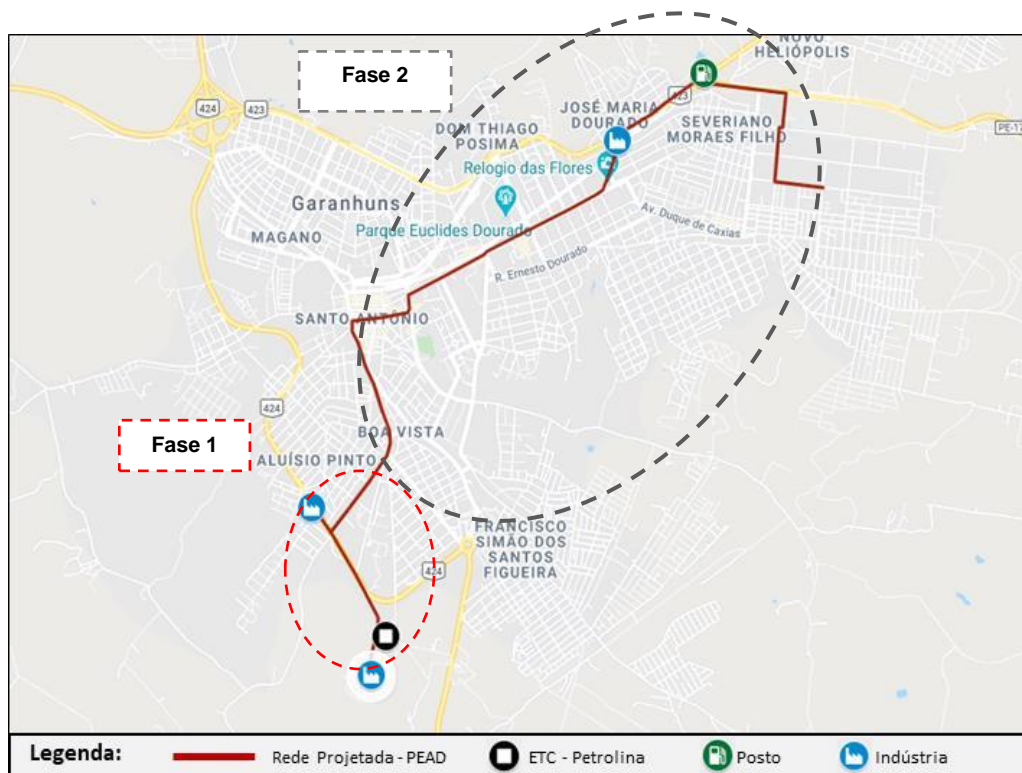 Fase 2
NOVO
HELIÓPOLIS
424
423
423
JOSÉ MARIA
DOURADO
DOM THIAGO
POSIMA
SEVERIANO
MORAES FILHO
PE-17
Relogio das Flores
Garanhuns
Parque Euclides Dourado
Av. Duque de Caxias
MAGANO
R. Ernesto Dourado
SANTO ANTÔNIO
424
Fase 1
BOA VISTA
ALUÍSIO PINTO
FRANCISCO
SIMÃO DOS
SANTOS
FIGUEIRA
424
Legenda:
Rede Projetada - PEAD
ETC - Petrolina
Posto
Indústria